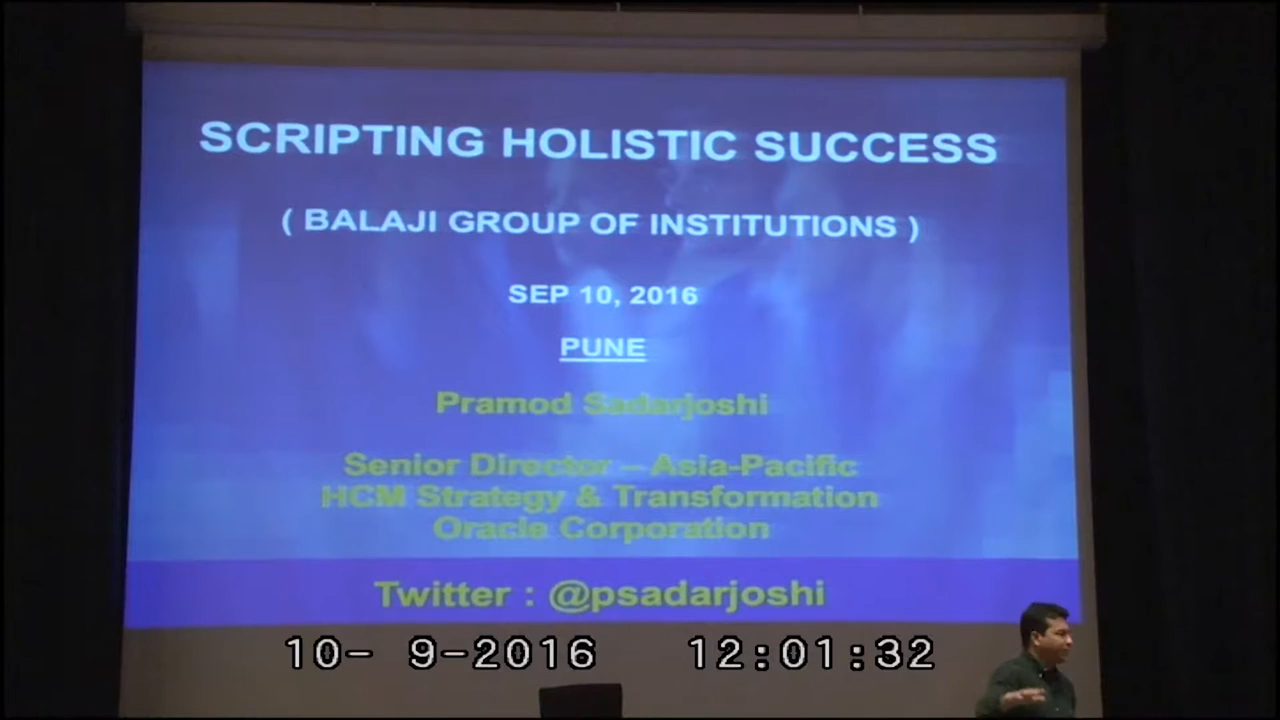 SCRIPTING HOLISTIC SUCCESS
( BALAJI GROUP OF INSTITUTIONS )
SEP 10, 2016
PUNE
Pramod Sadarjoshi
Senior Director – Asia-Pacific
HCM Strategy & Transformation
Oracle Corporation
Twitter : @psadarjoshi
10- 9-2016 12:01:32